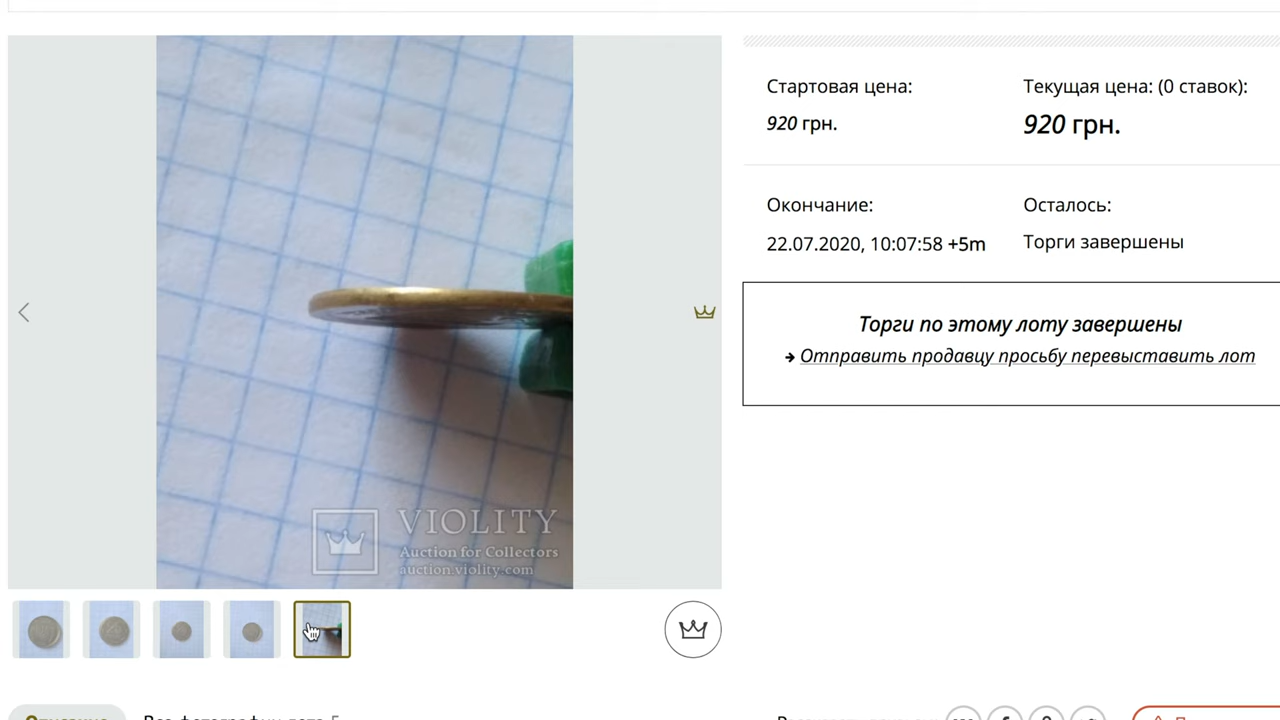 Стартовая цена:
Текущая цена: (0 ставок):
920 грн.
920 грн.
Окончание:
Осталось:
22.07.2020, 10:07:58 +5m
Торги завершены
Торги по этому лоту завершены
Отправить продавцу просьбу перевыставить лот
VIOLITY
Auction for Collectors
auction.violity.com